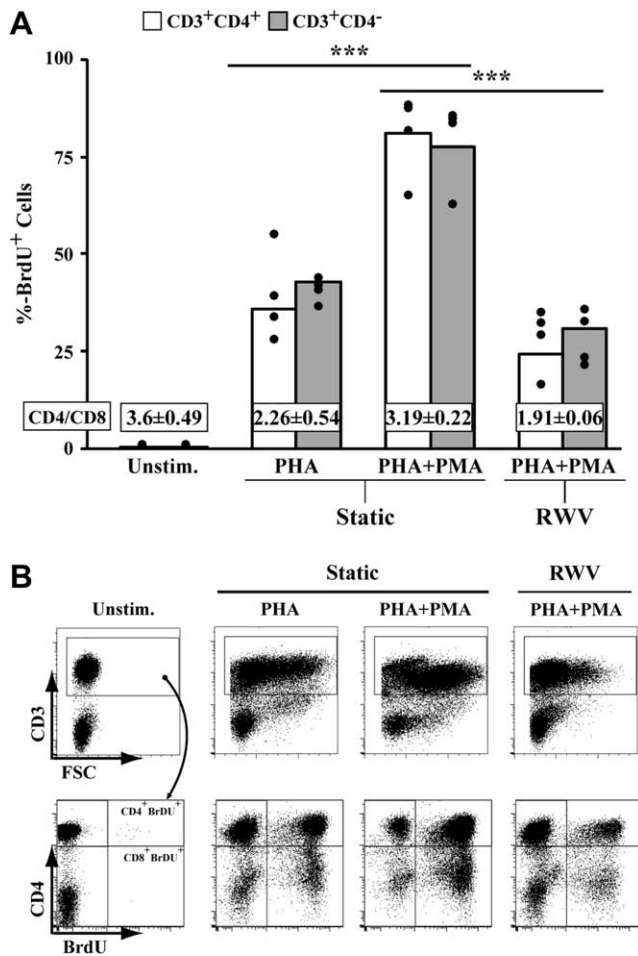 A
CD3+CD4+ CD3+CD4-
***
***
100
75
50
25
0
%-BrdU+ Cells
CD4/CD8 3.6±0.49 2.26±0.54 3.19±0.22 1.91±0.06
Unstim. PHA PHA+PMA PHA+PMA
Static RWV
B
Static RWV
Unstim. PHA PHA+PMA PHA+PMA
CD3
FSC
CD4+BrDU+
CD8+BrDU+
CD4
BrdU